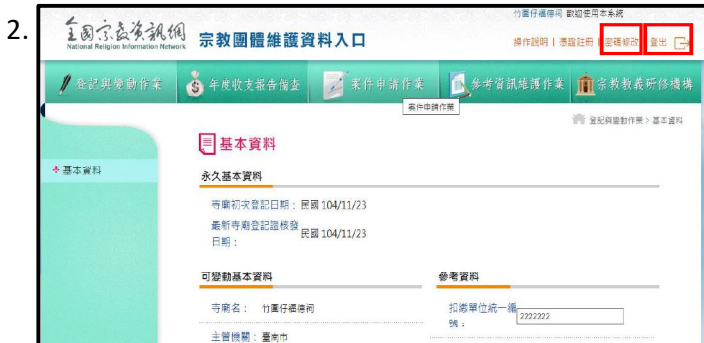 2.
竹圍仔福德祠 歡迎使用本系統
全國宗教資訊網
National Religion Information Network
宗教團體維護資料入口
操作說明 | 憑證註冊 | 密碼修改 | 登出
登記與變動作業
年度收支報告備查
案件申請作業
參考資訊維護作業
宗教教義研修機構
案件申請作業
登記與變動作業 > 基本資料
基本資料
基本資料
永久基本資料
寺廟初次登記日期： 民國 104/11/23
最新寺廟登記證核發
日期： 民國 104/11/23
可變動基本資料
參考資料
寺廟名： 竹圍仔福德祠
扣繳單位統一編
號： 2222222
主管機關： 臺南市